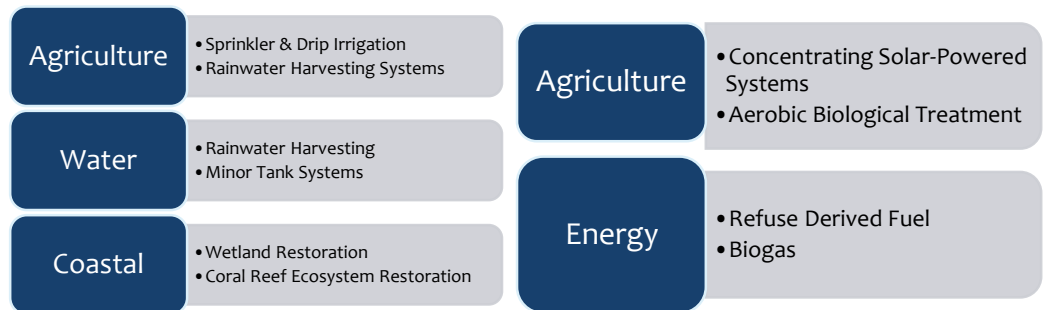 Agriculture
• Sprinkler & Drip Irrigation
• Rainwater Harvesting Systems
Water
• Rainwater Harvesting
• Minor Tank Systems
Coastal
• Wetland Restoration
• Coral Reef Ecosystem Restoration
Agriculture
• Concentrating Solar-Powered
Systems
• Aerobic Biological Treatment
Energy
• Refuse Derived Fuel
• Biogas